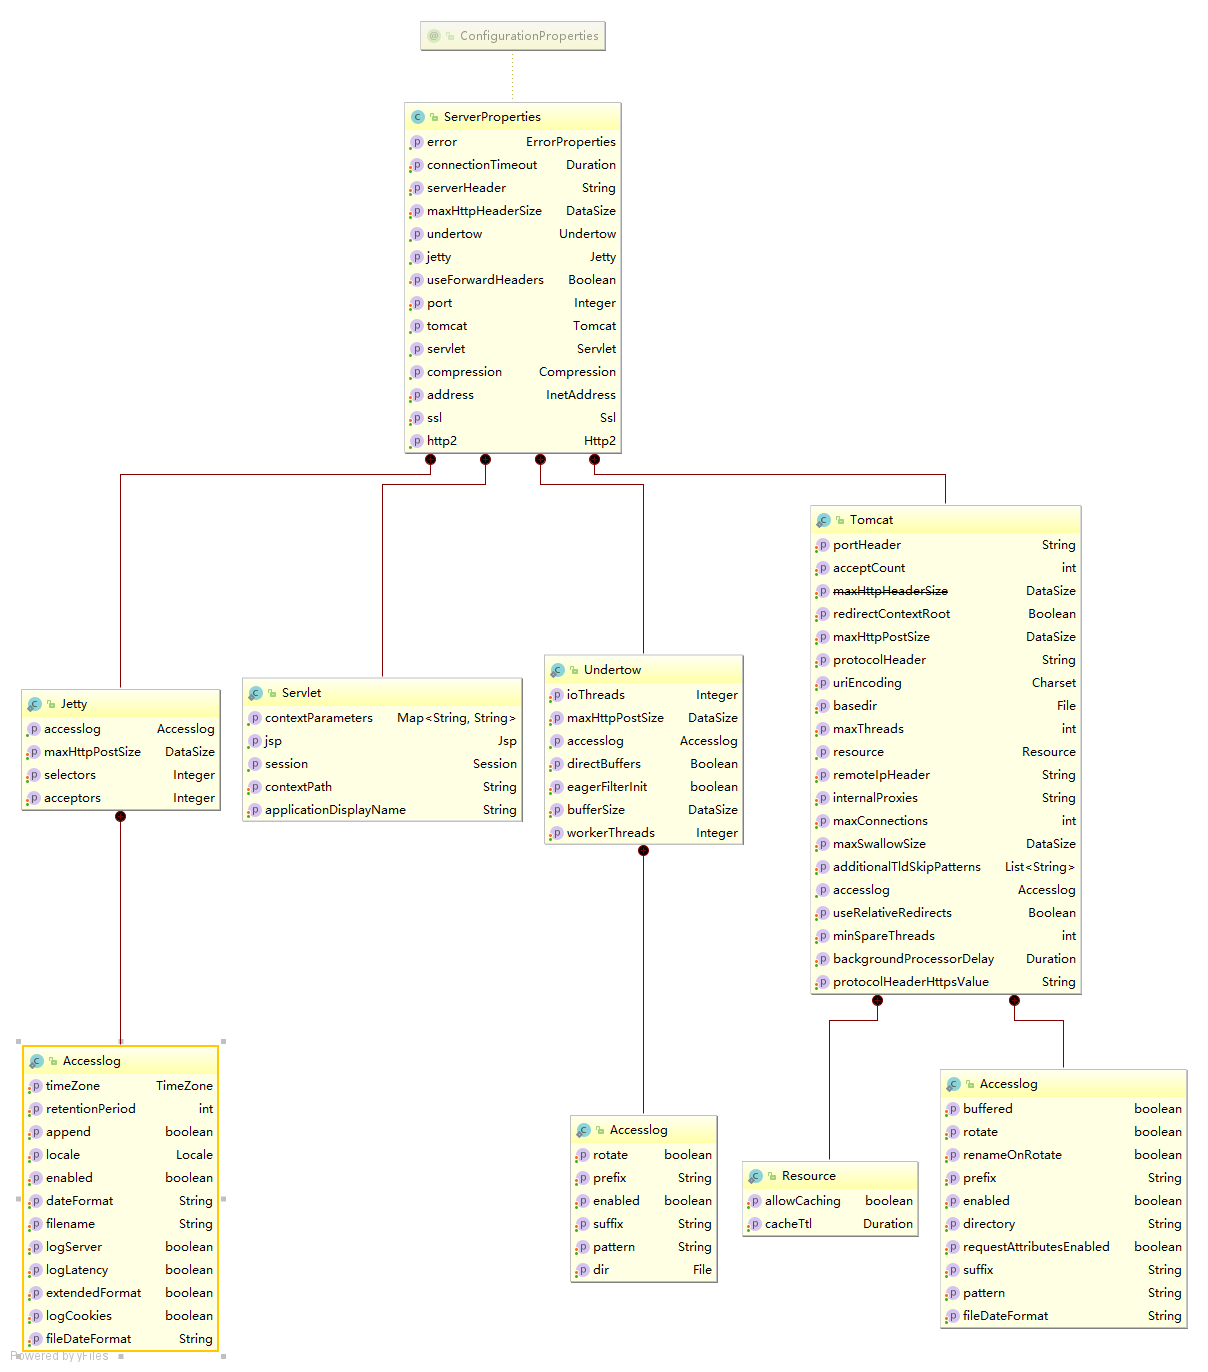 ConfigurationProperties
ServerProperties
error ErrorProperties
connectionTimeout Duration
serverHeader String
maxHttpHeaderSize DataSize
undertow Undertow
jetty Jetty
useForwardHeaders Boolean
port Integer
tomcat Tomcat
servlet Servlet
compression Compression
address InetAddress
ssl Ssl
http2 Http2
Jetty
accesslog Accesslog
maxHttpPostSize DataSize
selectors Integer
acceptors Integer
Servlet
contextParameters Map<String, String>
jsp Jsp
session Session
contextPath String
applicationDisplayName String
Undertow
ioThreads Integer
maxHttpPostSize DataSize
accesslog Accesslog
directBuffers Boolean
eagerFilterInit boolean
bufferSize DataSize
workerThreads Integer
Tomcat
portHeader String
acceptCount int
maxHttpHeaderSize DataSize
redirectContextRoot Boolean
maxHttpPostSize DataSize
protocolHeader String
uriEncoding Charset
basedir File
maxThreads int
resource Resource
remoteIpHeader String
internalProxies String
maxConnections int
maxSwallowSize DataSize
additionalTldSkipPatterns List<String>
accesslog Accesslog
useRelativeRedirects Boolean
minSpareThreads int
backgroundProcessorDelay Duration
protocolHeaderHttpsValue String
Accesslog
timeZone TimeZone
retentionPeriod int
append boolean
locale Locale
enabled boolean
dateFormat String
filename String
logServer boolean
logLatency boolean
extendedFormat boolean
logCookies boolean
fileDateFormat String
Accesslog
rotate boolean
prefix String
enabled boolean
suffix String
pattern String
dir File
Resource
allowCaching boolean
cacheTtl Duration
Accesslog
buffered boolean
rotate boolean
renameOnRotate boolean
prefix String
enabled boolean
directory String
requestAttributesEnabled boolean
suffix String
pattern String
fileDateFormat String
Powered by yFiles